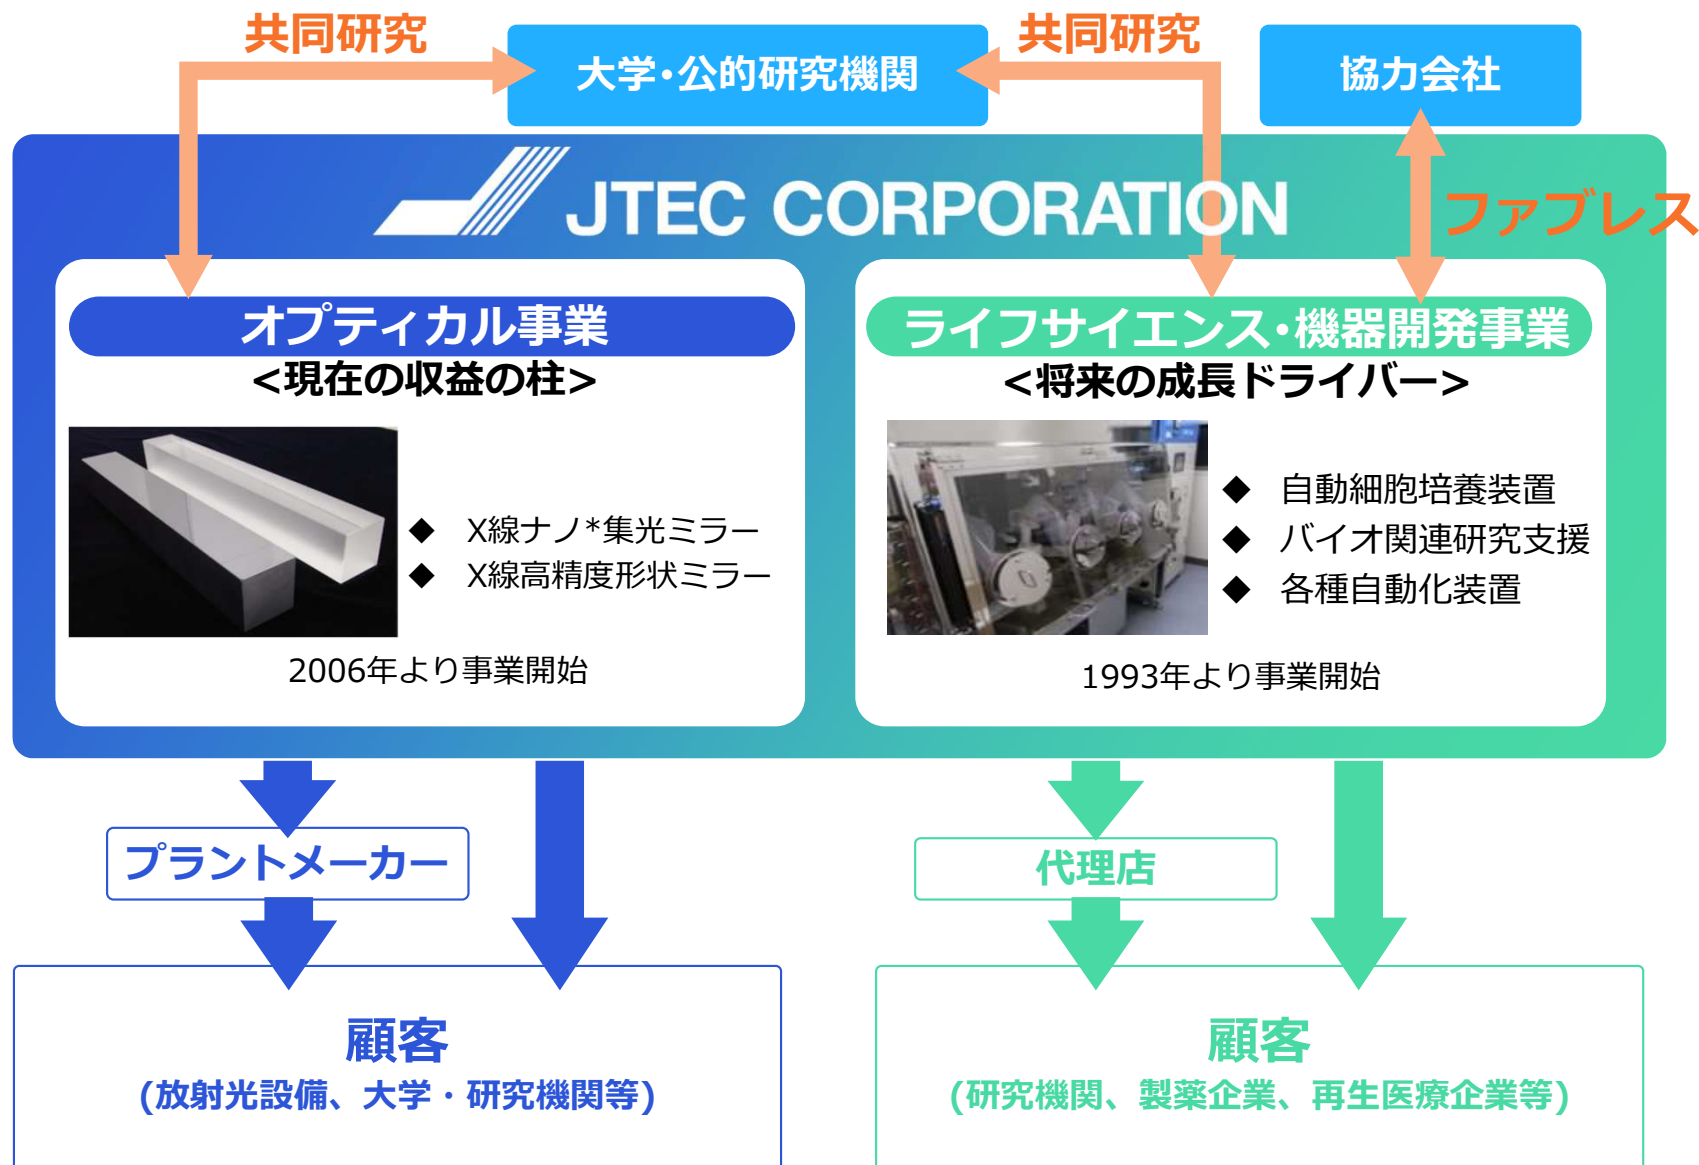 共同研究
共同研究
大学・公的研究機関
協力会社
JTEC CORPORATION
ファブレス
オプティカル事業
<現在の収益の柱>
◆ X線ナノ*集光ミラー
◆ X線高精度形状ミラー
2006年より事業開始
ライフサイエンス・機器開発事業
<将来の成長ドライバー>
◆ 自動細胞培養装置
◆ バイオ関連研究支援
◆ 各種自動化装置
1993年より事業開始
プラントメーカー
代理店
顧客
(放射光設備、大学・研究機関等)
顧客
(研究機関、製薬企業、再生医療企業等)